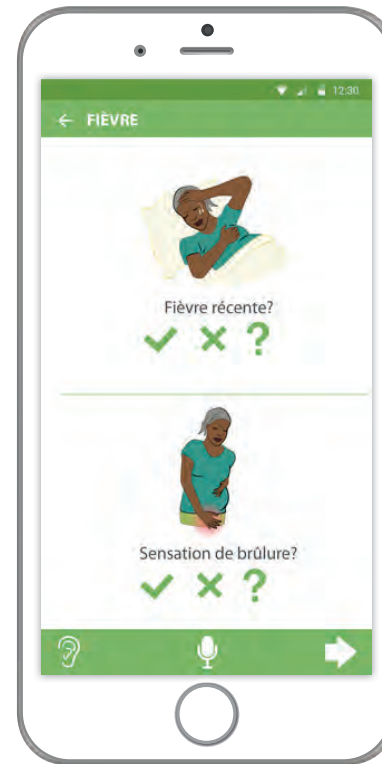 12:30
← FIÈVRE
Fièvre récente?
?
Sensation de brûlure?
?